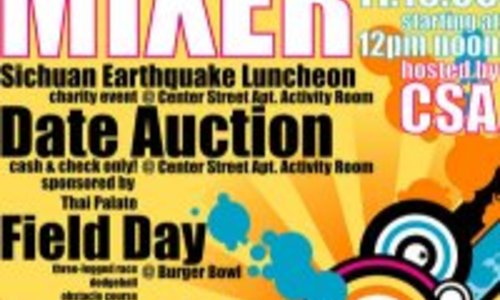 MIXER
starting at
12pm noon
hosted by
CSA
Sichuan Earthquake Luncheon
charity event @ Center Street Apt. Activity Room
Date Auction
cash & check only! @ Center Street Apt. Activity Room
sponsored by
Thai Palate
Field Day
three-legged race @ Burger Bowl
dodgeball
obstacle course